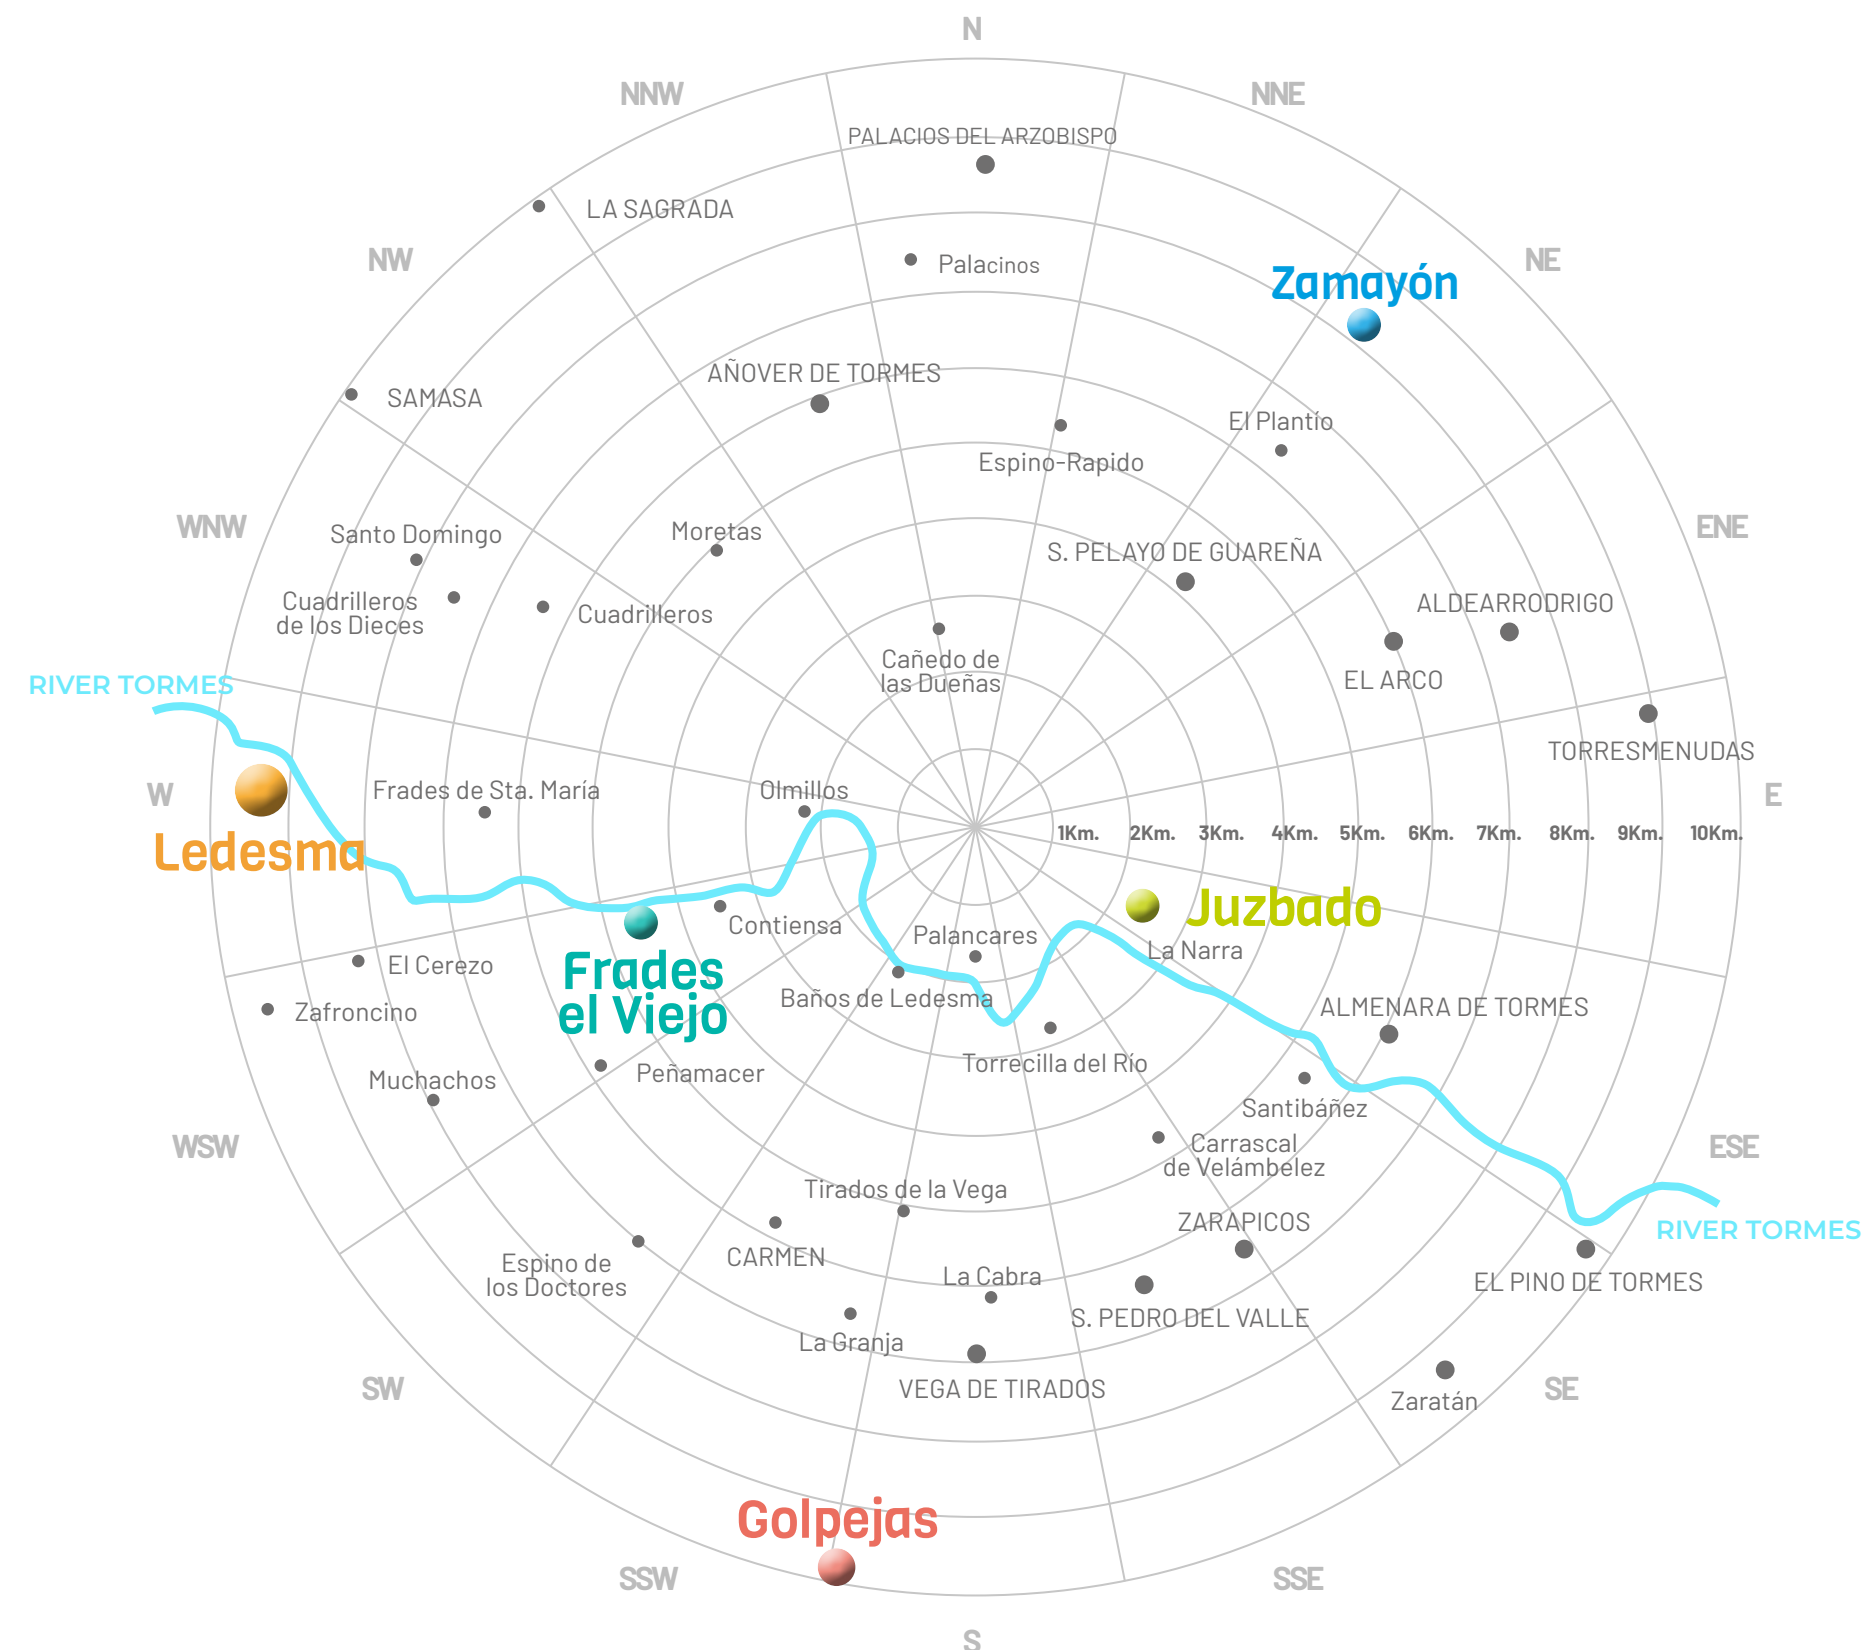 N
NNW
NNE
PALACIOS DEL ARZOBISPO
LA SAGRADA
NW
NE
Palacinos
Zamayón
AÑOVER DE TORMES
SAMASA
El Plantío
Espino-Rapido
WNW
ENE
Santo Domingo
Moretas
S. PELAYO DE GUAREÑA
Cuadrilleros
de los Dieces
Cuadrilleros
ALDEARRODRIGO
Cañedo de
las Dueñas
EL ARCO
RIVER TORMES
TORRESMENUDAS
W
Frades de Sta. María
Olmillos
E
1Km. 2Km. 3Km. 4Km. 5Km. 6Km. 7Km. 8Km. 9Km. 10Km.
Ledesma
Juzbado
Contiensa
Palancares
La Narra
El Cerezo
Frades
el Viejo
Baños de Ledesma
Zafroncino
ALMENARA DE TORMES
Torrecilla del Río
Peñamacer
Muchachos
Santibáñez
WSW
ESE
Carrascal
de Velámbelez
Tirados de la Vega
ZARAPICOS
RIVER TORMES
CARMEN
Espino de
los Doctores
La Cabra
EL PINO DE TORMES
S. PEDRO DEL VALLE
La Granja
SW
VEGA DE TIRADOS
SE
Zaratán
Golpejas
SSW
SSE
S